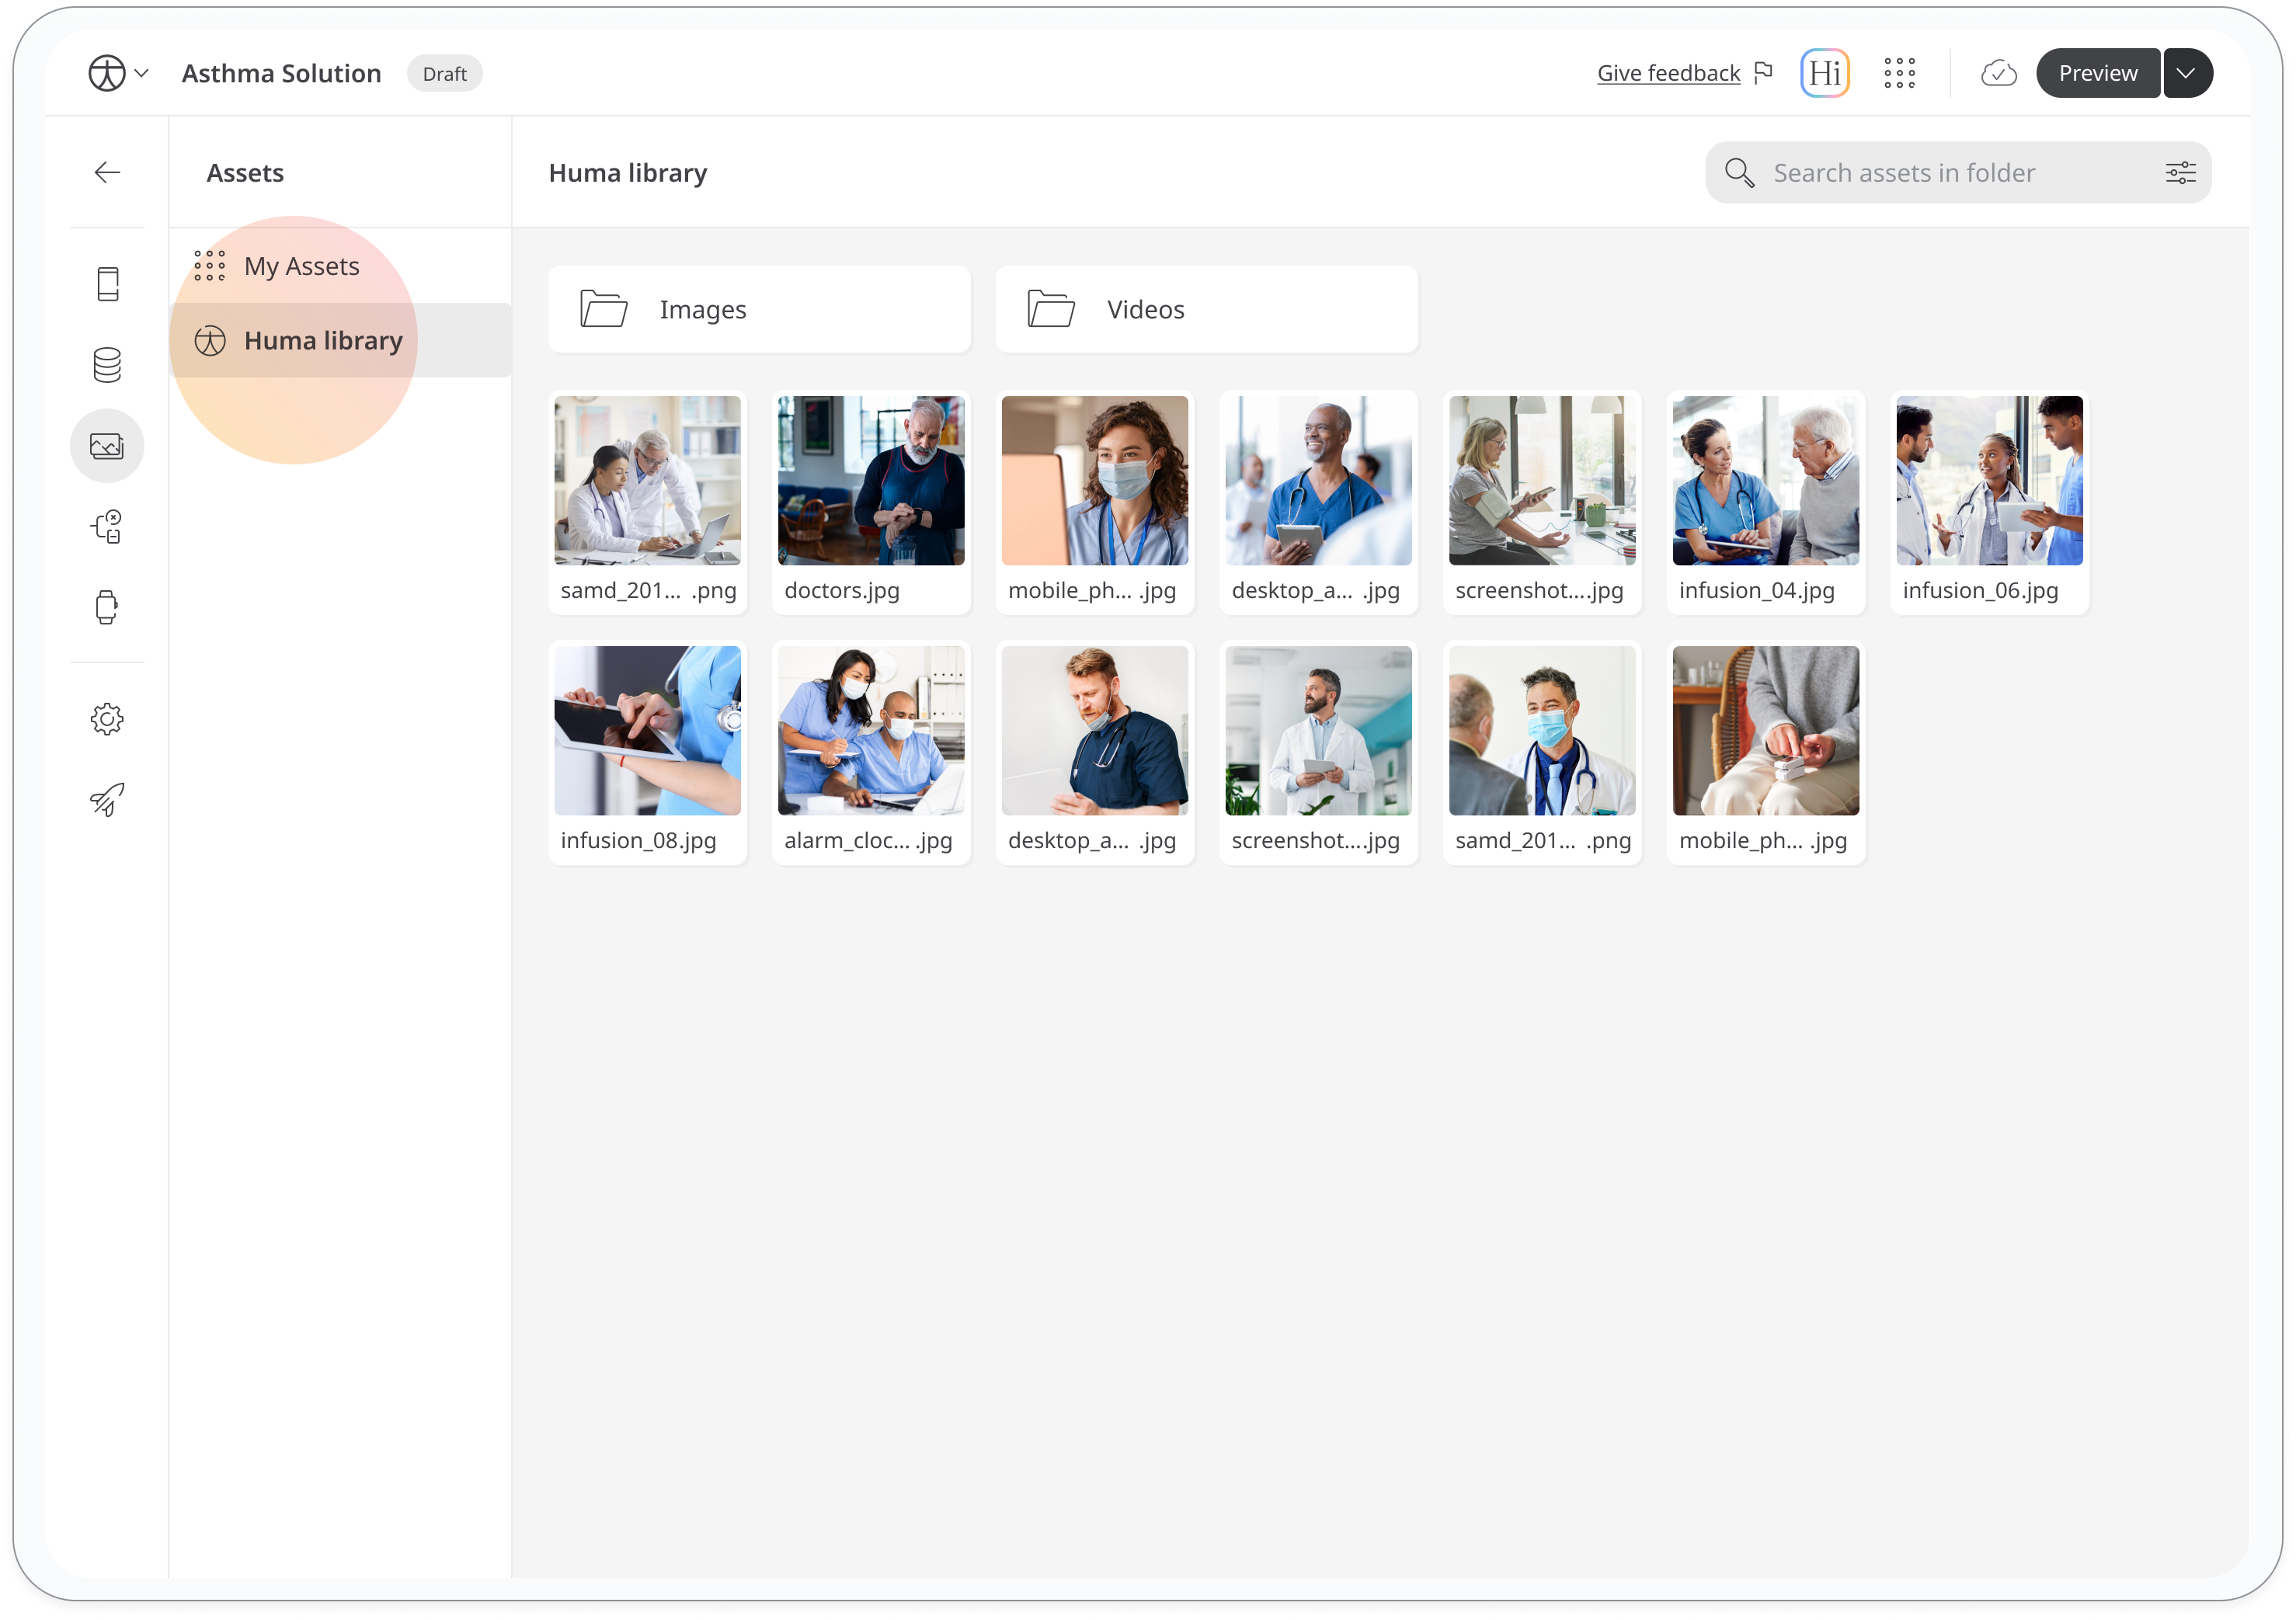 Asthma Solution
Draft
Give feedback
Hi
Preview
Assets
Huma library
Search assets in folder
My Assets
Huma library
Images
Videos
samd_201... .png
doctors.jpg
mobile_ph... .jpg
desktop_a... .jpg
screenshot....jpg
infusion_04.jpg
infusion_06.jpg
infusion_08.jpg
alarm_cloc... .jpg
desktop_a... .jpg
screenshot....jpg
samd_201... .png
mobile_ph... .jpg